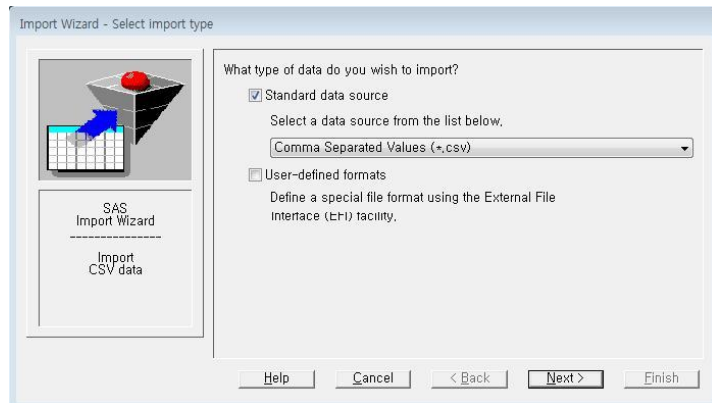 Import Wizard - Select import type
What type of data do you wish to import?
Standard data source
Select a data source from the list below,
Comma Separated Values (*,csv)
User-defined formats
Define a special file format using the External File
Interface (EFI) facility,
SAS
Import Wizard
---------------
Import
CSV data
Help
Cancel
< Back
Next >
Finish